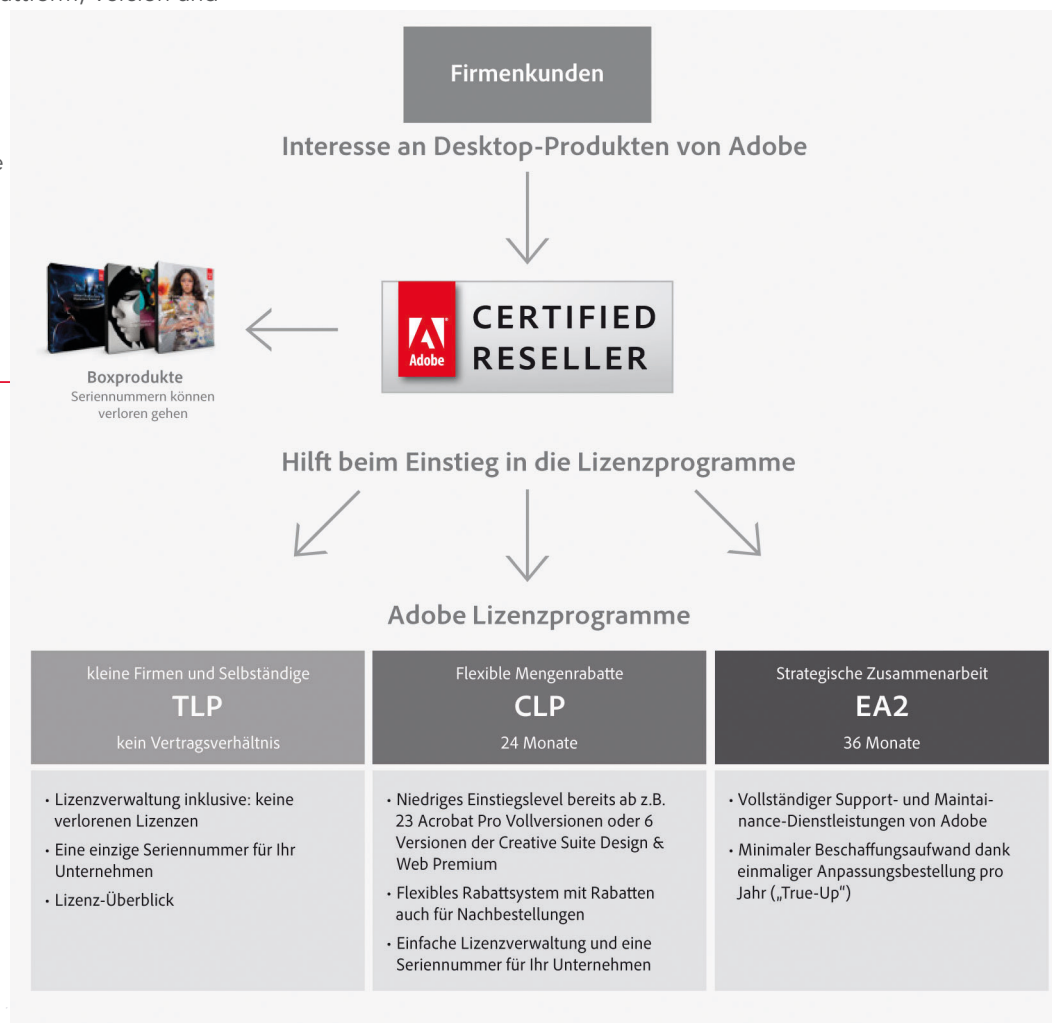 Version und
e
Firmenkunden
Interesse an Desktop-Produkten von Adobe
Adobe
CERTIFIED
RESELLER
Boxprodukte
Seriennummern können
verloren gehen
Hilft beim Einstieg in die Lizenzprogramme
Adobe Lizenzprogramme
kleine Firmen und Selbständige
TLP
kein Vertragsverhältnis
• Lizenzverwaltung inklusive: keine
verlorenen Lizenzen
• Eine einzige Seriennummer für Ihr
Unternehmen
• Lizenz-Überblick
Flexible Mengenrabatte
CLP
24 Monate
• Niedriges Einstiegslevel bereits ab z.B.
23 Acrobat Pro Vollversionen oder 6
Versionen der Creative Suite Design &
Web Premium
• Flexibles Rabattsystem mit Rabatten
auch für Nachbestellungen
• Einfache Lizenzverwaltung und eine
Seriennummer für Ihr Unternehmen
Strategische Zusammenarbeit
EA2
36 Monate
• Vollständiger Support- und Maintai-
nance-Dienstleistungen von Adobe
• Minimaler Beschaffungsaufwand dank
einmaliger Anpassungsbestellung pro
Jahr („True-Up“)